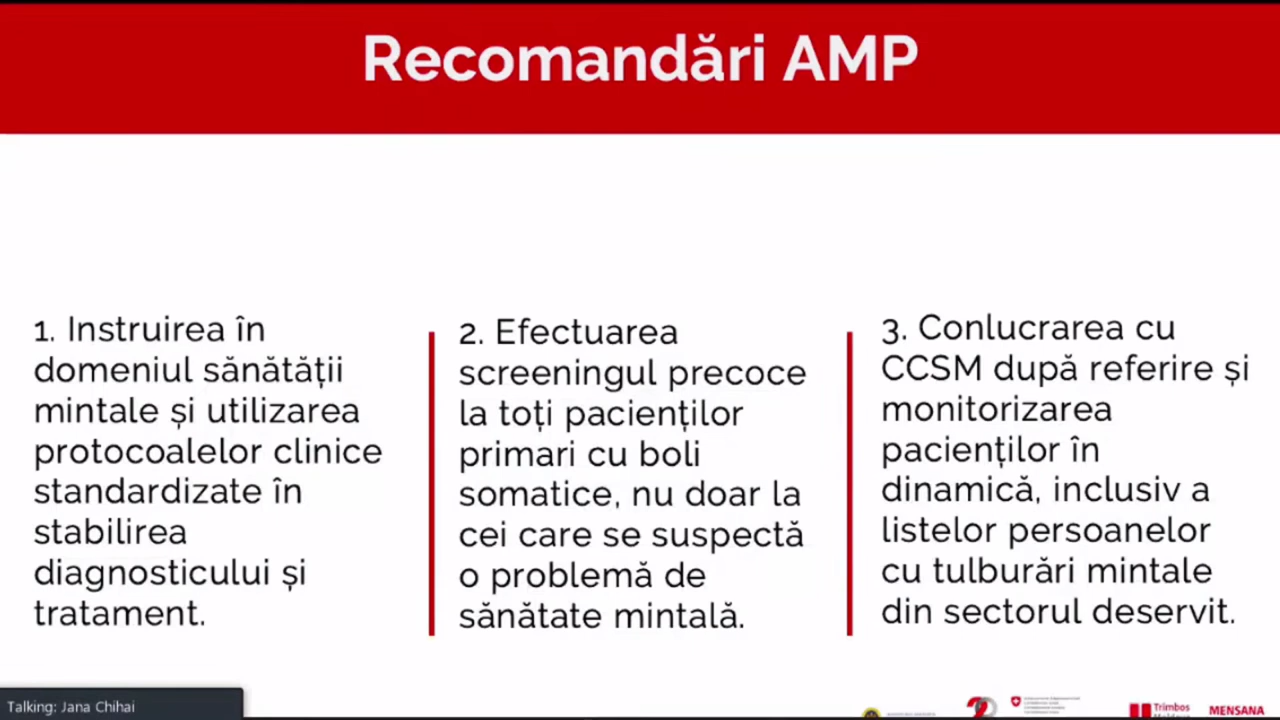 Recomandări AMP
1. Instruirea în
domeniul sănătății
mintale și utilizarea
protocoalelor clinice
standardizate în
stabilirea
diagnosticului și
tratament.
2. Efectuarea
screeningul precoce
la toți pacienților
primari cu boli
somatice, nu doar la
cei care se suspectă
o problemă de
sănătate mintală.
3. Conlucrarea cu
CCSM după referire și
monitorizarea
pacienților în
dinamică, inclusiv a
listelor persoanelor
cu tulburări mintale
din sectorul deservit.
Talking: Jana Chihai
Trimbos
MENSANA